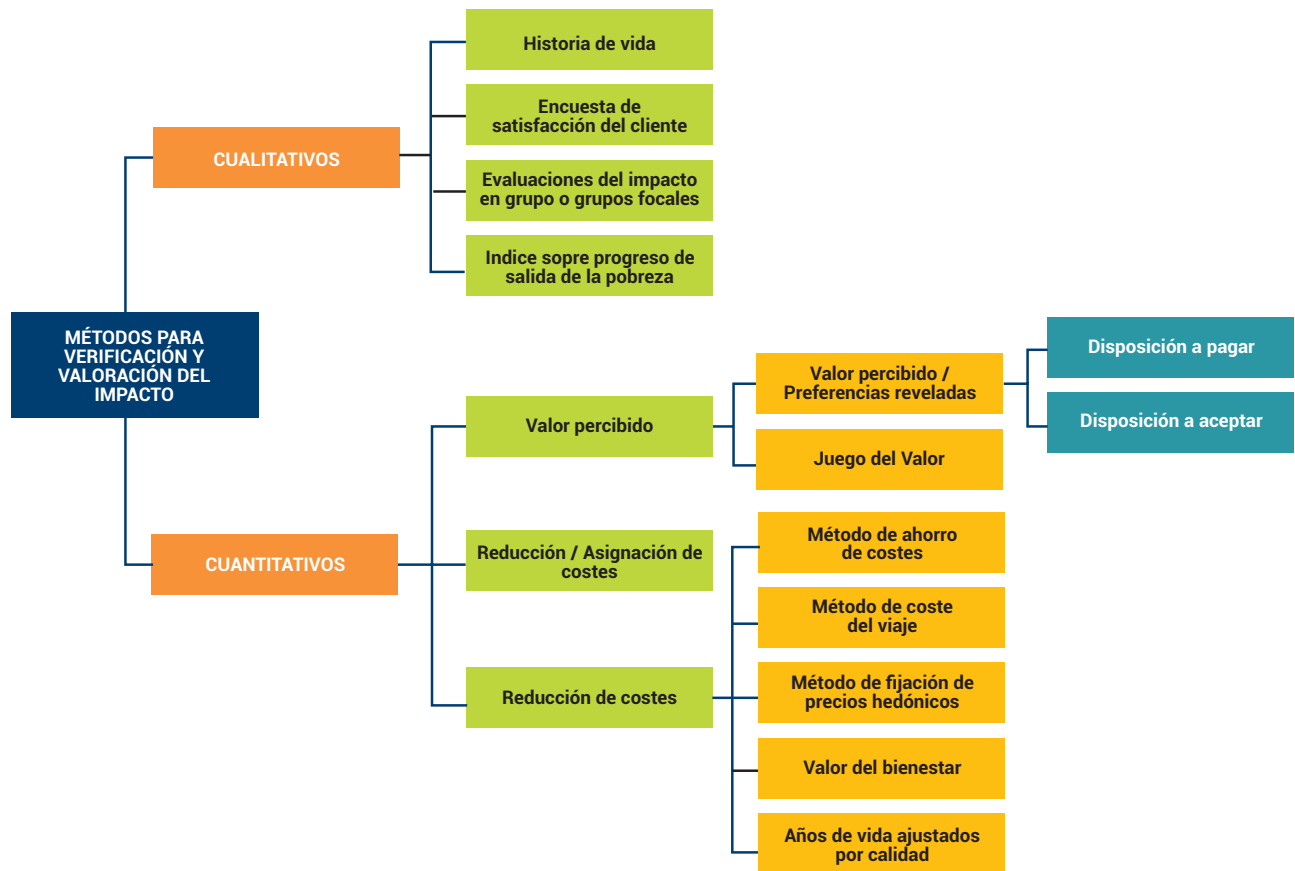 Historia de vida
Encuesta de
satisfacción del cliente
CUALITATIVOS
Evaluaciones del impacto
en grupo o grupos focales
Indice sopre progreso de
salida de la pobreza
MÉTODOS PARA
VERIFICACIÓN Y
VALORACIÓN DEL
IMPACTO
Valor percibido /
Preferencias reveladas
Disposición a pagar
Disposición a aceptar
Valor percibido
Juego del Valor
CUANTITATIVOS
Reducción / Asignación de
costes
Método de ahorro
de costes
Método de coste
del viaje
Reducción de costes
Método de fijación de
precios hedónicos
Valor del bienestar
Años de vida ajustados
por calidad